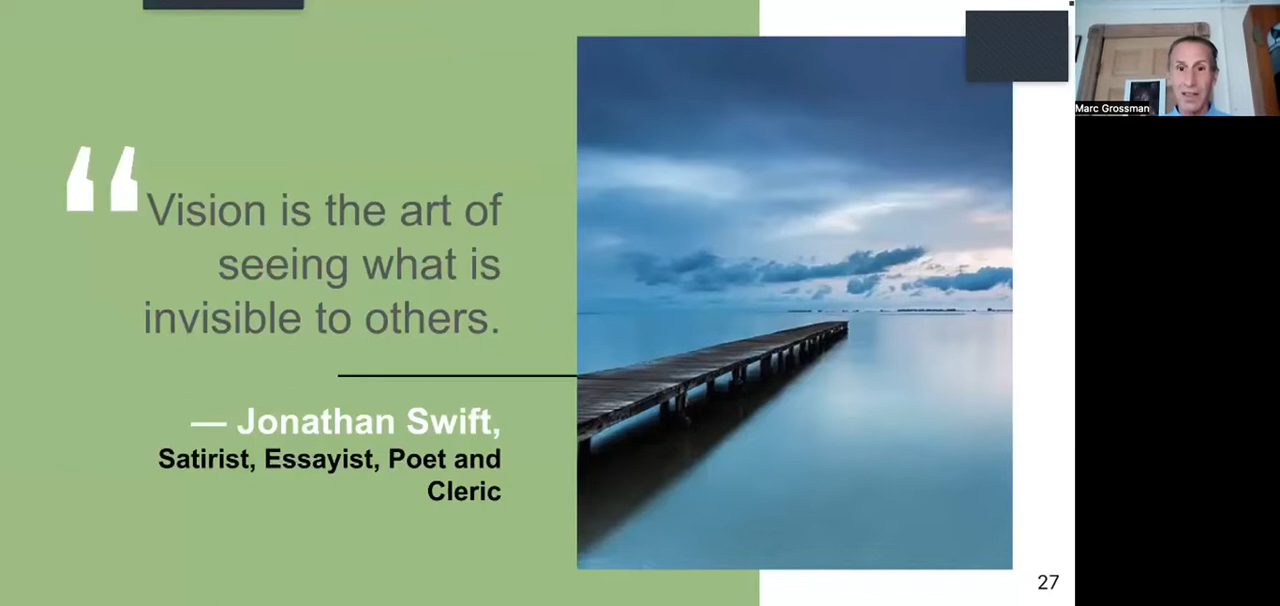 “Vision is the art of
seeing what is
invisible to others.
— Jonathan Swift,
Satirist, Essayist, Poet and
Cleric
27
Marc Grossman